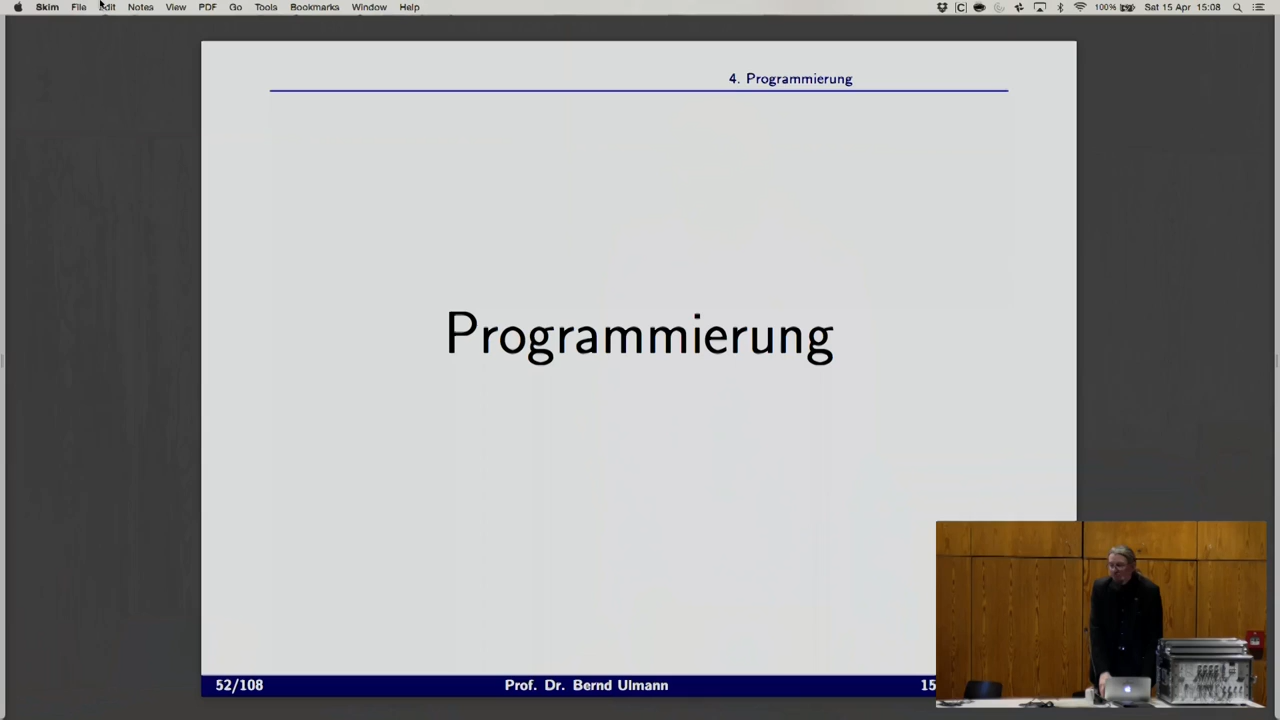 Skim File Edit Notes View PDF Go Tools Bookmarks Window Help 100% Sat 15 Apr 15:08
4. Programmierung
Programmierung
52/108 Prof. Dr. Bernd Ulmann 15